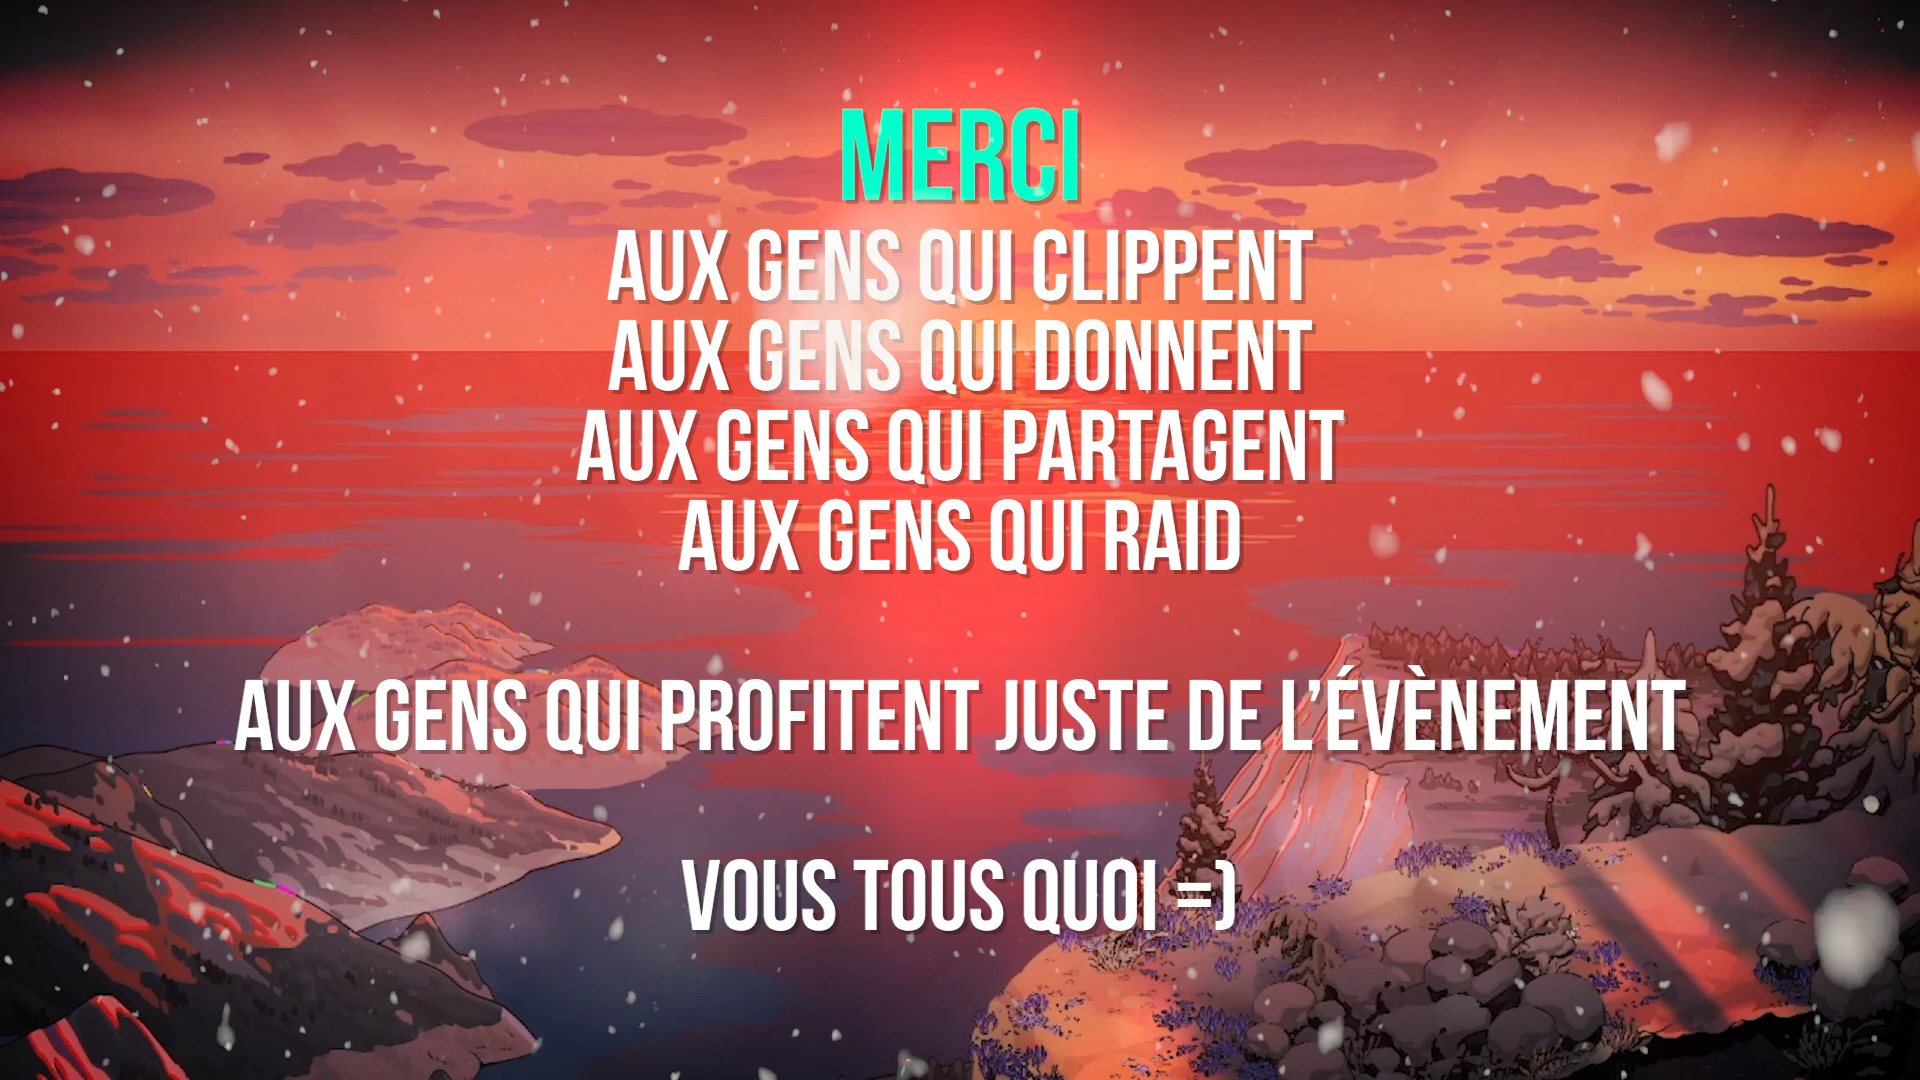 MERCI
AUX GENS QUI CLIPPENT
AUX GENS QUI DONNENT
AUX GENS QUI PARTAGENT
AUX GENS QUI RAID
AUX GENS QUI PROFITENT JUSTE DE L'ÉVÈNEMENT
VOUS TOUS QUOI =)